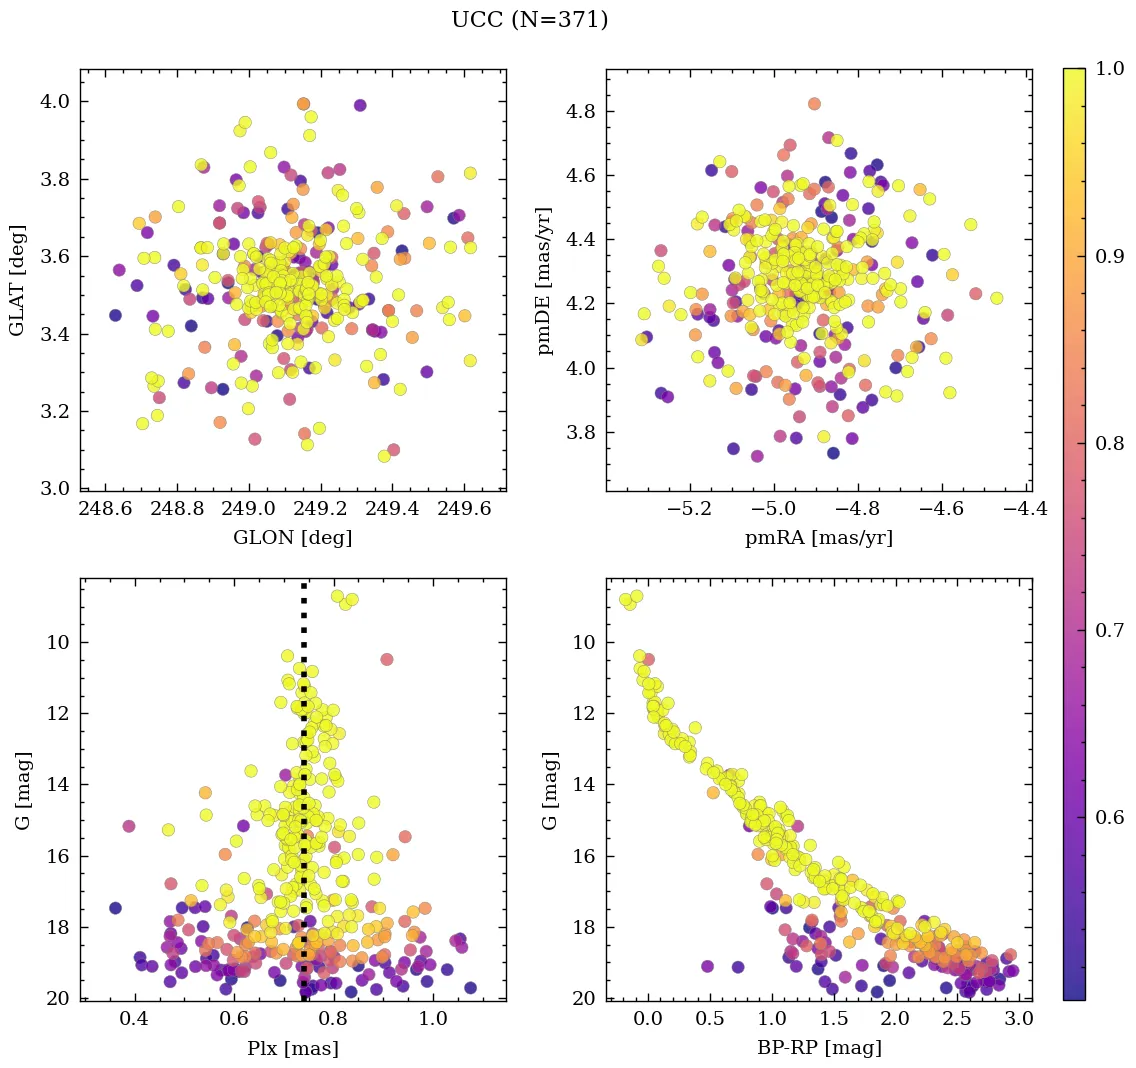 UCC (N=371)
4.0
3.8
3.6
3.4
3.2
3.0
GLAT [deg]
248.6 248.8 249.0 249.2 249.4 249.6
GLON [deg]
4.8
4.6
4.4
4.2
4.0
3.8
pmDE [mas/yr]
−5.2 −5.0 −4.8 −4.6 −4.4
pmRA [mas/yr]
1.0
0.9
0.8
0.7
0.6
10
12
14
16
18
20
G [mag]
0.4 0.6 0.8 1.0
Plx [mas]
10
12
14
16
18
20
G [mag]
0.0 0.5 1.0 1.5 2.0 2.5 3.0
BP-RP [mag]